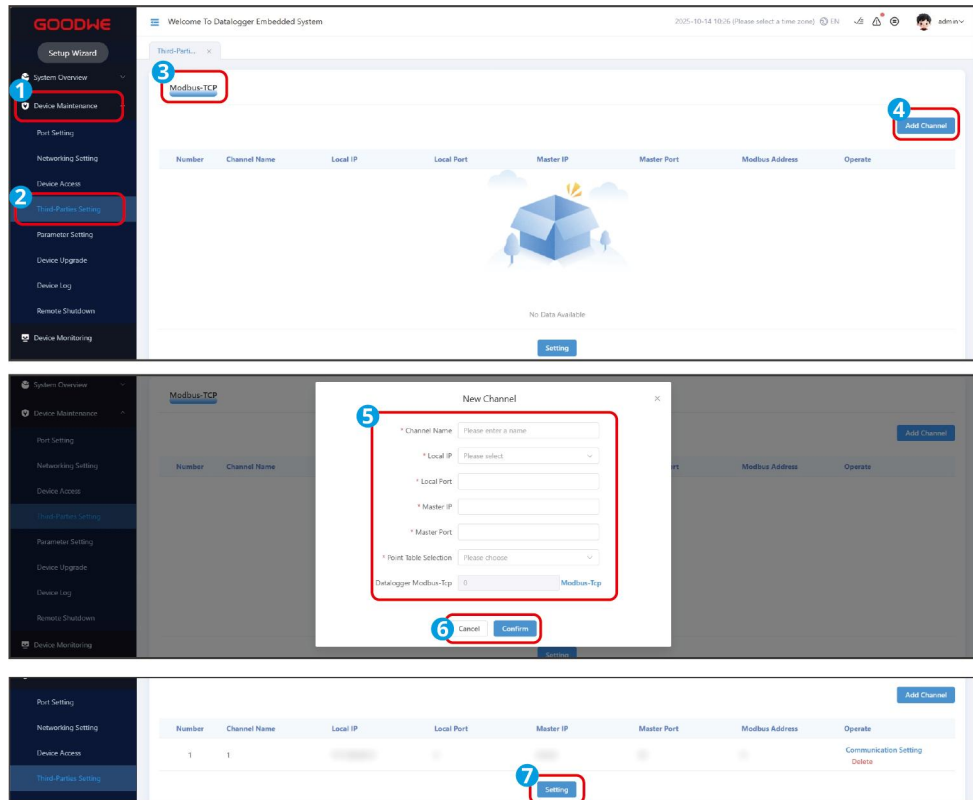 GOODWE
Welcome To Datalogger Embedded System
2025-10-14 10:26 (Please select a time zone) EN admin
Setup Wizard
Third-Parti... ×
System Overview
3
Modbus-TCP
1
Device Maintenance
4
Add Channel
Port Setting
Networking Setting
Number Channel Name Local IP Local Port Master IP Master Port Modbus Address Operate
Device Access
2
Third-Parties Setting
Parameter Setting
Device Upgrade
Device Log
Remote Shutdown
No Data Available
Device Monitoring
Setting
System Overview
Modbus-TCP
New Channel ×
Device Maintenance
5
* Channel Name Please enter a name
Add Channel
Port Setting
* Local IP Please select
Networking Setting
Number Channel Name
ort Modbus Address Operate
* Local Port
Device Access
* Master IP
Third-Parties Setting
* Master Port
Parameter Setting
* Point Table Selection Please choose
Device Upgrade
Datalogger Modbus-Tcp 0 Modbus-Tcp
Device Log
Remote Shutdown
6
Cancel Confirm
Device Monitoring
Setting
Add Channel
Port Setting
Networking Setting
Number Channel Name Local IP Local Port Master IP Master Port Modbus Address Operate
Device Access
1 1
Communication Setting
Delete
Third-Parties Setting
7
Setting